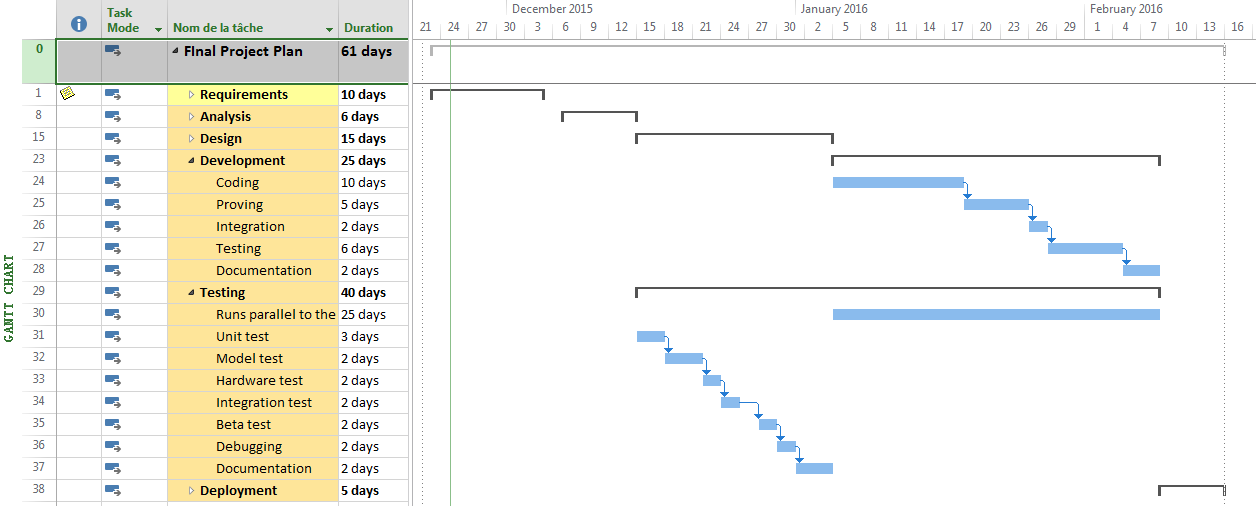 December 2015 January 2016 February 2016
Task Mode Nom de la tâche Duration 21 24 27 30 3 6 9 12 15 18 21 24 27 30 2 5 8 11 14 17 20 23 26 29 1 4 7 10 13 16
0 FInal Project Plan 61 days
1 Requirements 10 days
8 Analysis 6 days
15 Design 15 days
23 Development 25 days
24 Coding 10 days
25 Proving 5 days
26 Integration 2 days
27 Testing 6 days
28 Documentation 2 days
29 Testing 40 days
30 Runs parallel to the 25 days
31 Unit test 3 days
32 Model test 2 days
33 Hardware test 2 days
34 Integration test 2 days
35 Beta test 2 days
36 Debugging 2 days
37 Documentation 2 days
38 Deployment 5 days
GANTT CHART